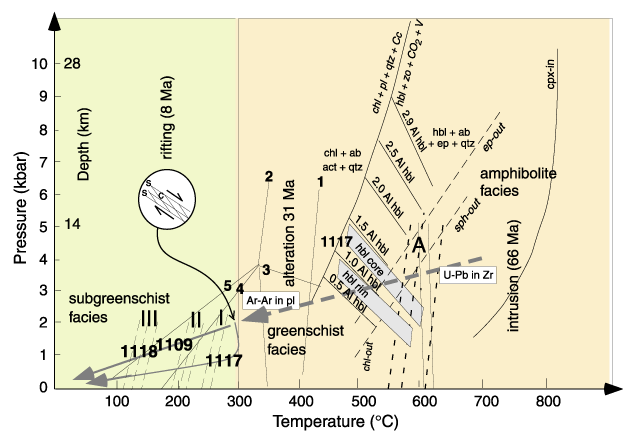 10
9
8
7
6
5
4
3
2
1
0
Pressure (kbar)
28
14
Depth (km)
rifting (8 Ma)
s
s
c
2
1
alteration 31 Ma
chl + pl + qtz + Cc
hbl + zo + CO2 + V
chl + ab
act + qtz
2.9 Al hbl
2.5 Al hbl
2.0 Al hbl
1.5 Al hbl
1.0 Al hbl
0.5 Al hbl
hbl + ab
+ ep + qtz
ep-out
sph-out
cpx-in
amphibolite
facies
A
1117
hbl core
hbl rim
3
5 4
Ar-Ar in pl
U-Pb in Zr
intrusion (66 Ma)
subgreenschist
facies
III II I
greenschist
facies
chl-out
1118 1109
1117
100 200 300 400 500 600 700 800
Temperature (°C)